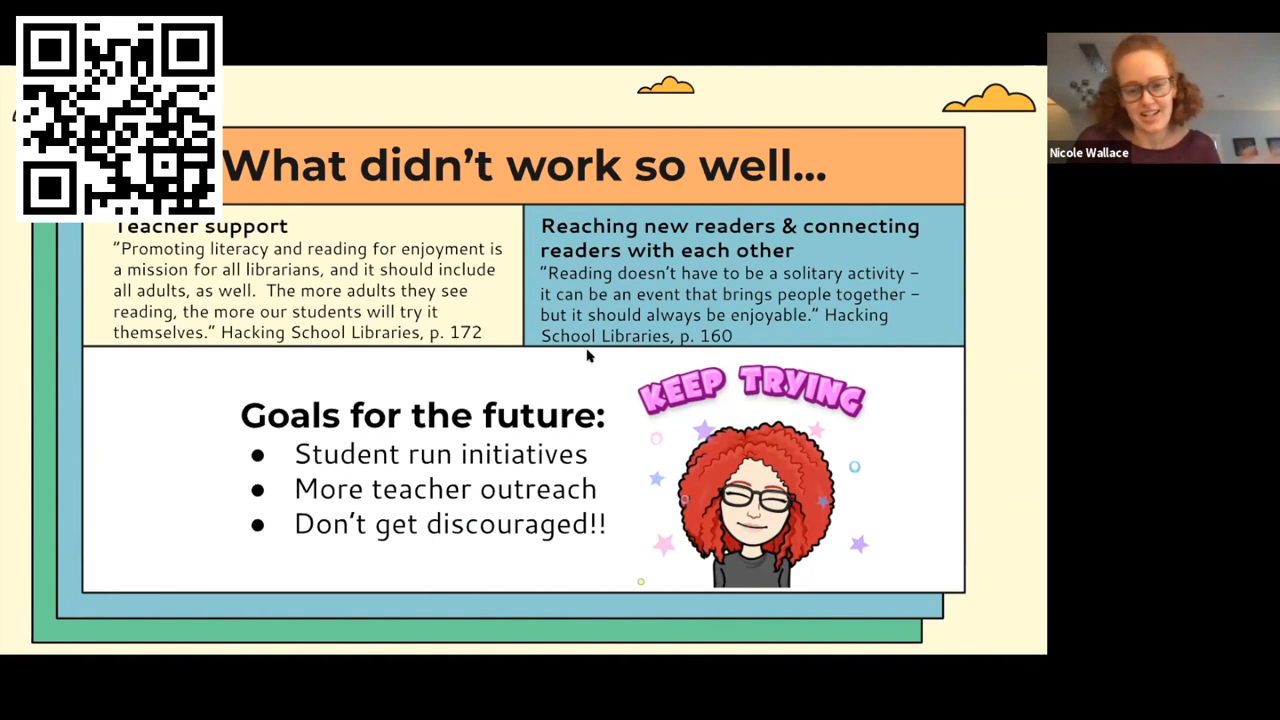 What didn't work so well...
Teacher support
"Promoting literacy and reading for enjoyment is
a mission for all librarians, and it should include
all adults, as well.  The more adults they see
reading, the more our students will try it
themselves." Hacking School Libraries, p. 172
Reaching new readers & connecting
readers with each other
"Reading doesn't have to be a solitary activity –
it can be an event that brings people together –
but it should always be enjoyable." Hacking
School Libraries, p. 160
Goals for the future:
● Student run initiatives
● More teacher outreach
● Don't get discouraged!!
KEEP TRYING
Nicole Wallace